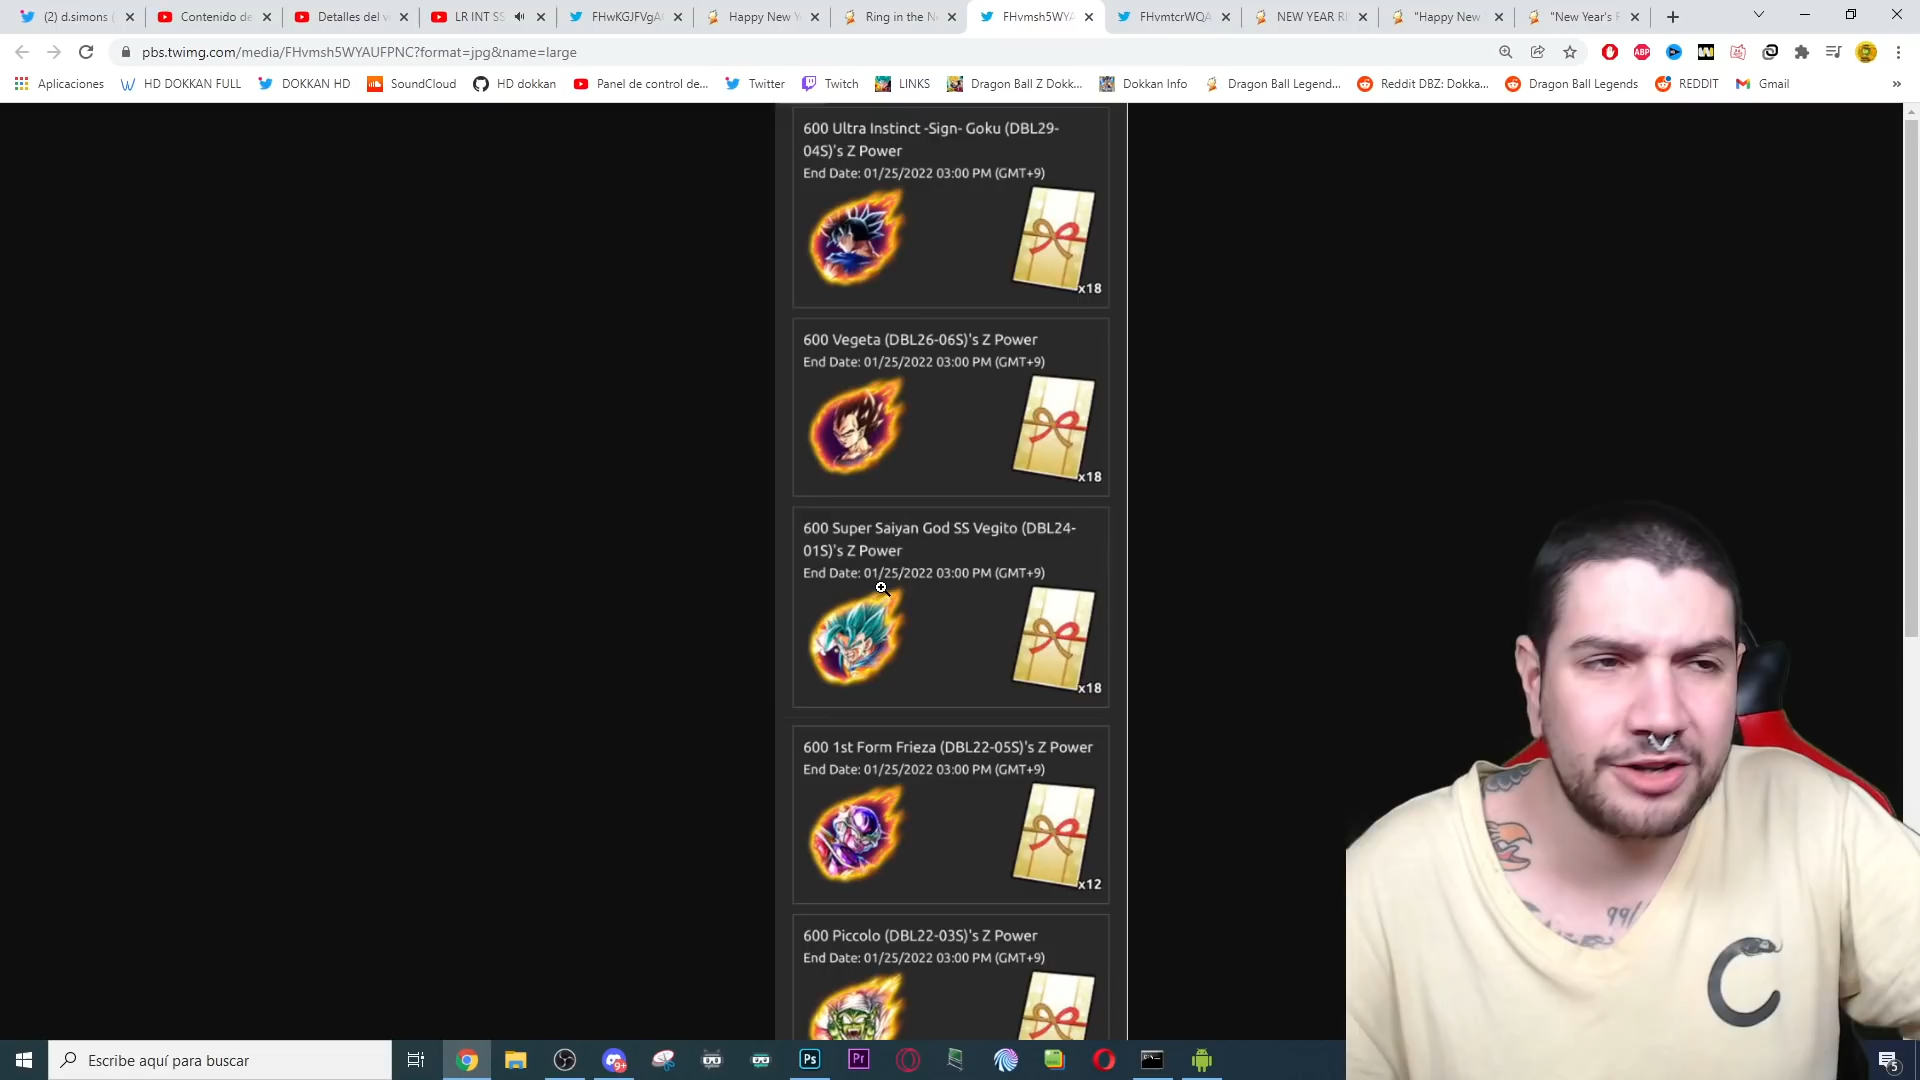 (2) d.simons (
Contenido de
Detalles del v
LR INT SS
FHwKGJFVgA
Happy New Y
Ring in the N
FHvmsh5WYA
FHvmtcrWQA
NEW YEAR RI
"Happy New
"New Year's F
pbs.twimg.com/media/FHvmsh5WYAUFPNC?format=jpg&name=large
ABP
Aplicaciones
HD DOKKAN FULL
DOKKAN HD
SoundCloud
HD dokkan
Panel de control de...
Twitter
Twitch
LINKS
Dragon Ball Z Dokk...
Dokkan Info
Dragon Ball Legend...
Reddit DBZ: Dokka...
Dragon Ball Legends
REDDIT
Gmail
»
600 Ultra Instinct -Sign- Goku (DBL29-
04S)'s Z Power
End Date: 01/25/2022 03:00 PM (GMT+9)
x18
600 Vegeta (DBL26-06S)'s Z Power
End Date: 01/25/2022 03:00 PM (GMT+9)
x18
600 Super Saiyan God SS Vegito (DBL24-
01S)'s Z Power
End Date: 01/25/2022 03:00 PM (GMT+9)
x18
600 1st Form Frieza (DBL22-05S)'s Z Power
End Date: 01/25/2022 03:00 PM (GMT+9)
x12
600 Piccolo (DBL22-03S)'s Z Power
End Date: 01/25/2022 03:00 PM (GMT+9)
99/
Escribe aquí para buscar
9+
Ps
Pr
5